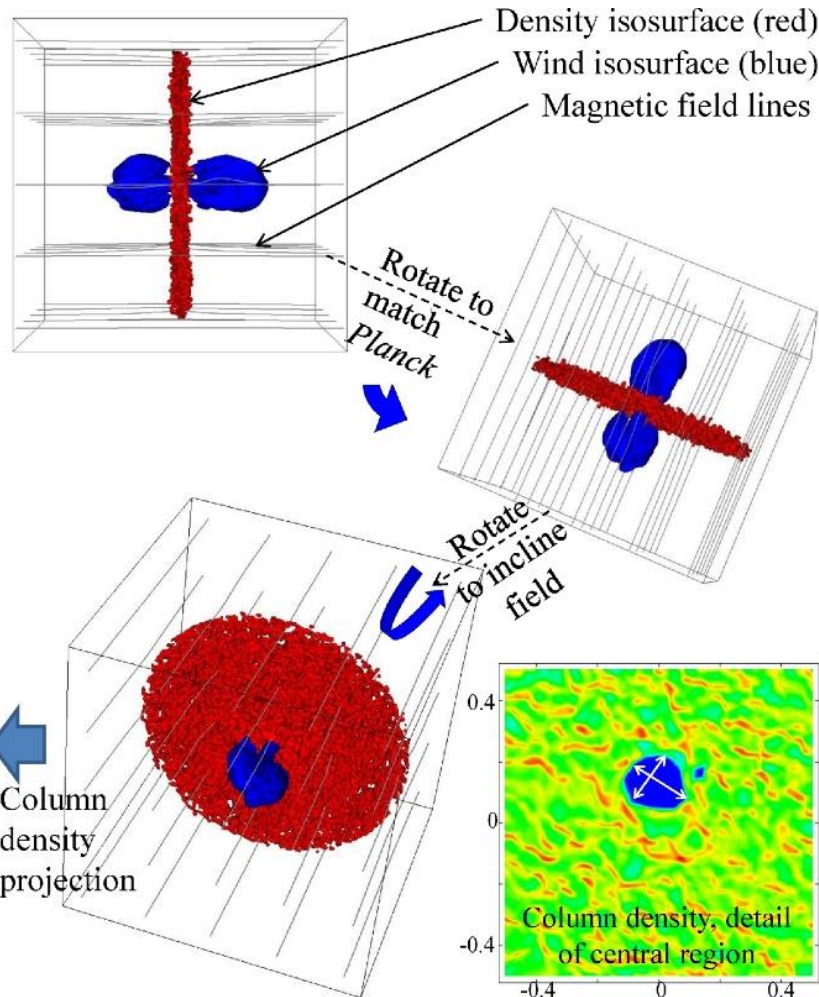 Density isosurface (red)
Wind isosurface (blue)
Magnetic field lines
Rotate to
match
Planck
Rotate
to incline
field
Column
density
projection
0.4
0
-0.4
Column density, detail
of central region
-0.4
0
0.4